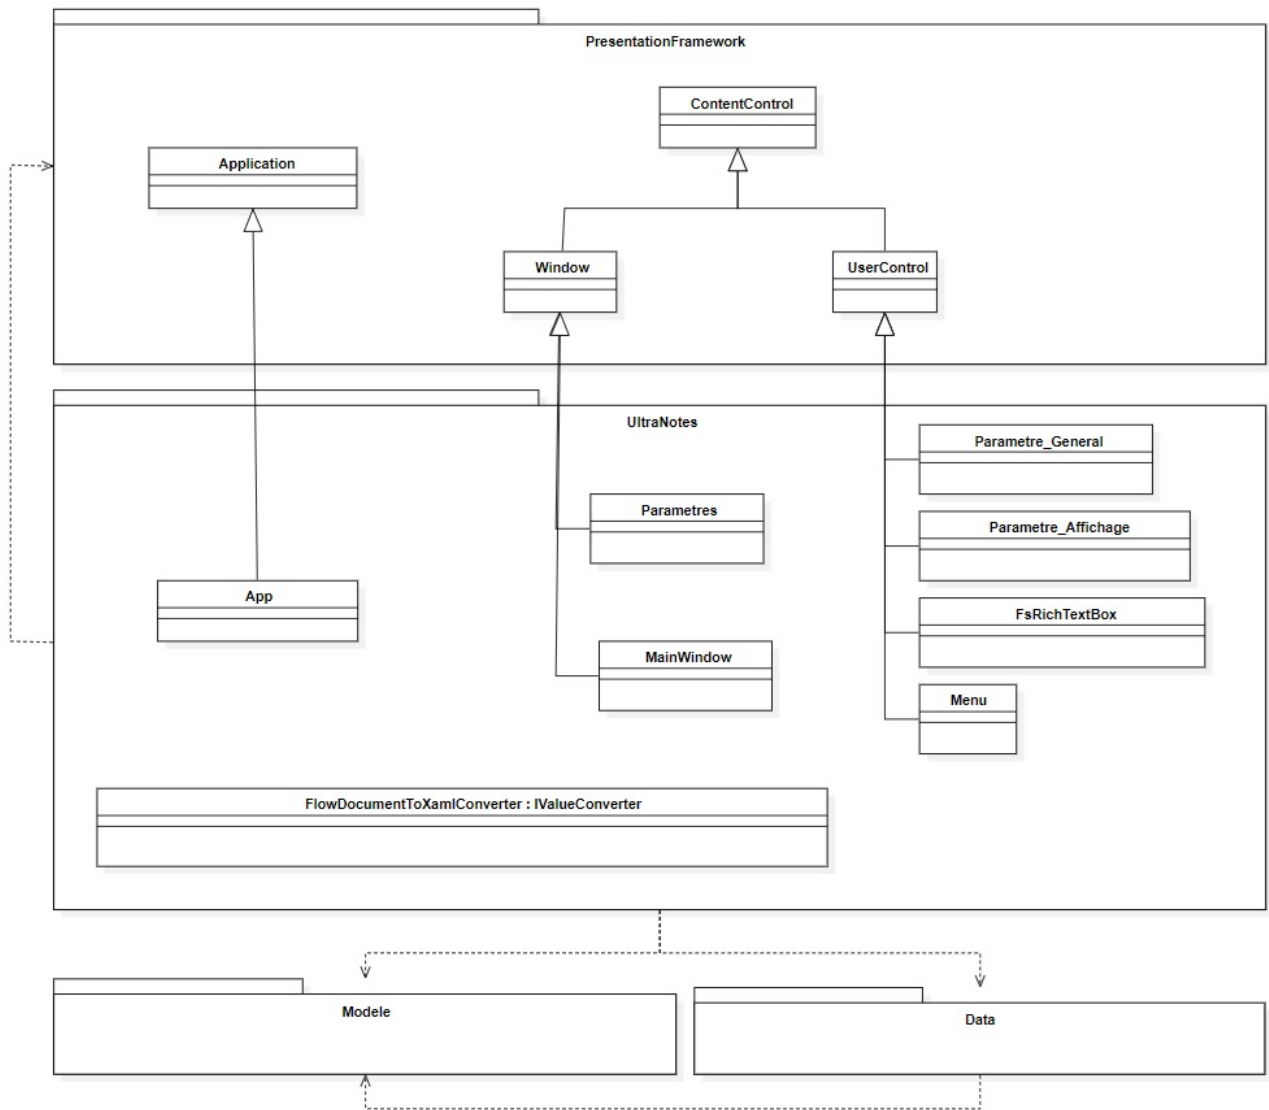 PresentationFramework
ContentControl
Application
Window
UserControl
UltraNotes
Parametre_General
Parametres
Parametre_Affichage
App
FsRichTextBox
MainWindow
Menu
FlowDocumentToXamlConverter : IValueConverter
Modele
Data